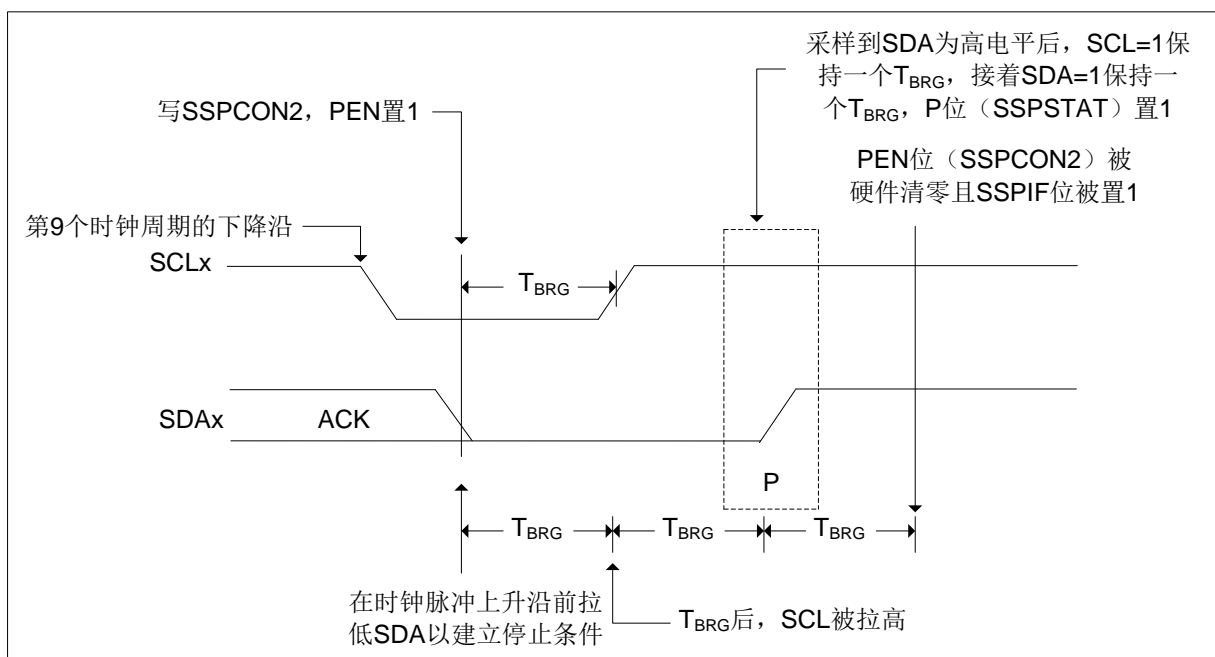 采样到SDA为高电平后，SCL=1保
持一个TBRG，接着SDA=1保持一
个TBRG，P位（SSPSTAT）置1
写SSPCON2，PEN置1
PEN位（SSPCON2）被
硬件清零且SSPIF位被置1
第9个时钟周期的下降沿
SCLx
TBRG
SDAx
ACK
P
TBRG
TBRG
TBRG
在时钟脉冲上升沿前拉
低SDA以建立停止条件
TBRG后，SCL被拉高